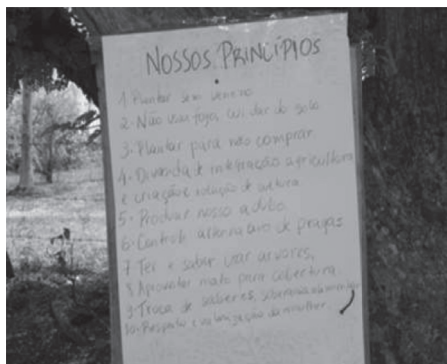 NOSSOS PRINCÍPIOS
1. Plantar sem veneno
2. Não usar fogo, cuidar do solo
3. Plantar para não comprar
4. integração agricultura
e criação e rotação de cultura
5. Produzir nosso adubo
6. Controle alternativo de pragas
7 Ter e saber usar arvores,
8. Aproveitar mato para cobertura
9. Troca de saberes,
10. Respeito e valorização da mulher.